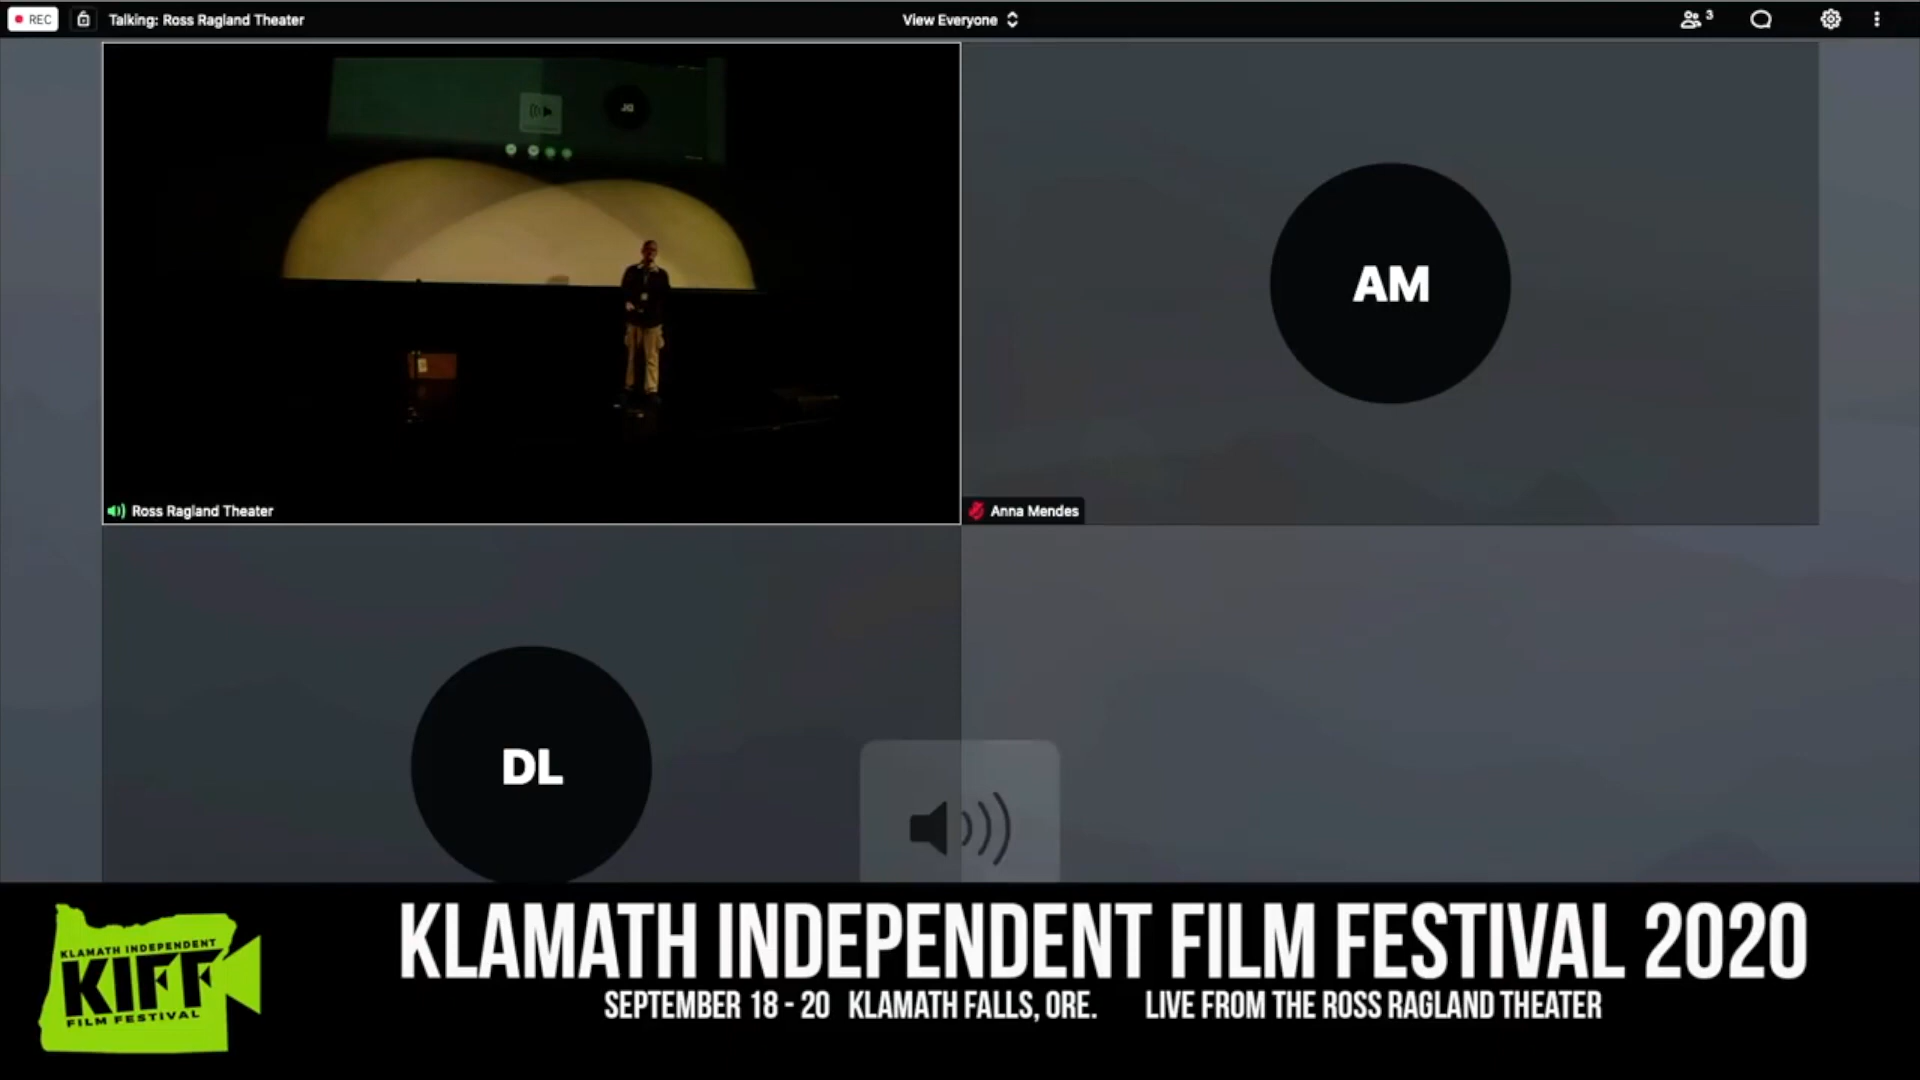 REC
Talking: Ross Ragland Theater
View Everyone
3
Ross Ragland Theater
AM
Anna Mendes
DL
KLAMATH INDEPENDENT
KIFF
FILM FESTIVAL
KLAMATH INDEPENDENT FILM FESTIVAL 2020
SEPTEMBER 18 - 20 KLAMATH FALLS, ORE. LIVE FROM THE ROSS RAGLAND THEATER